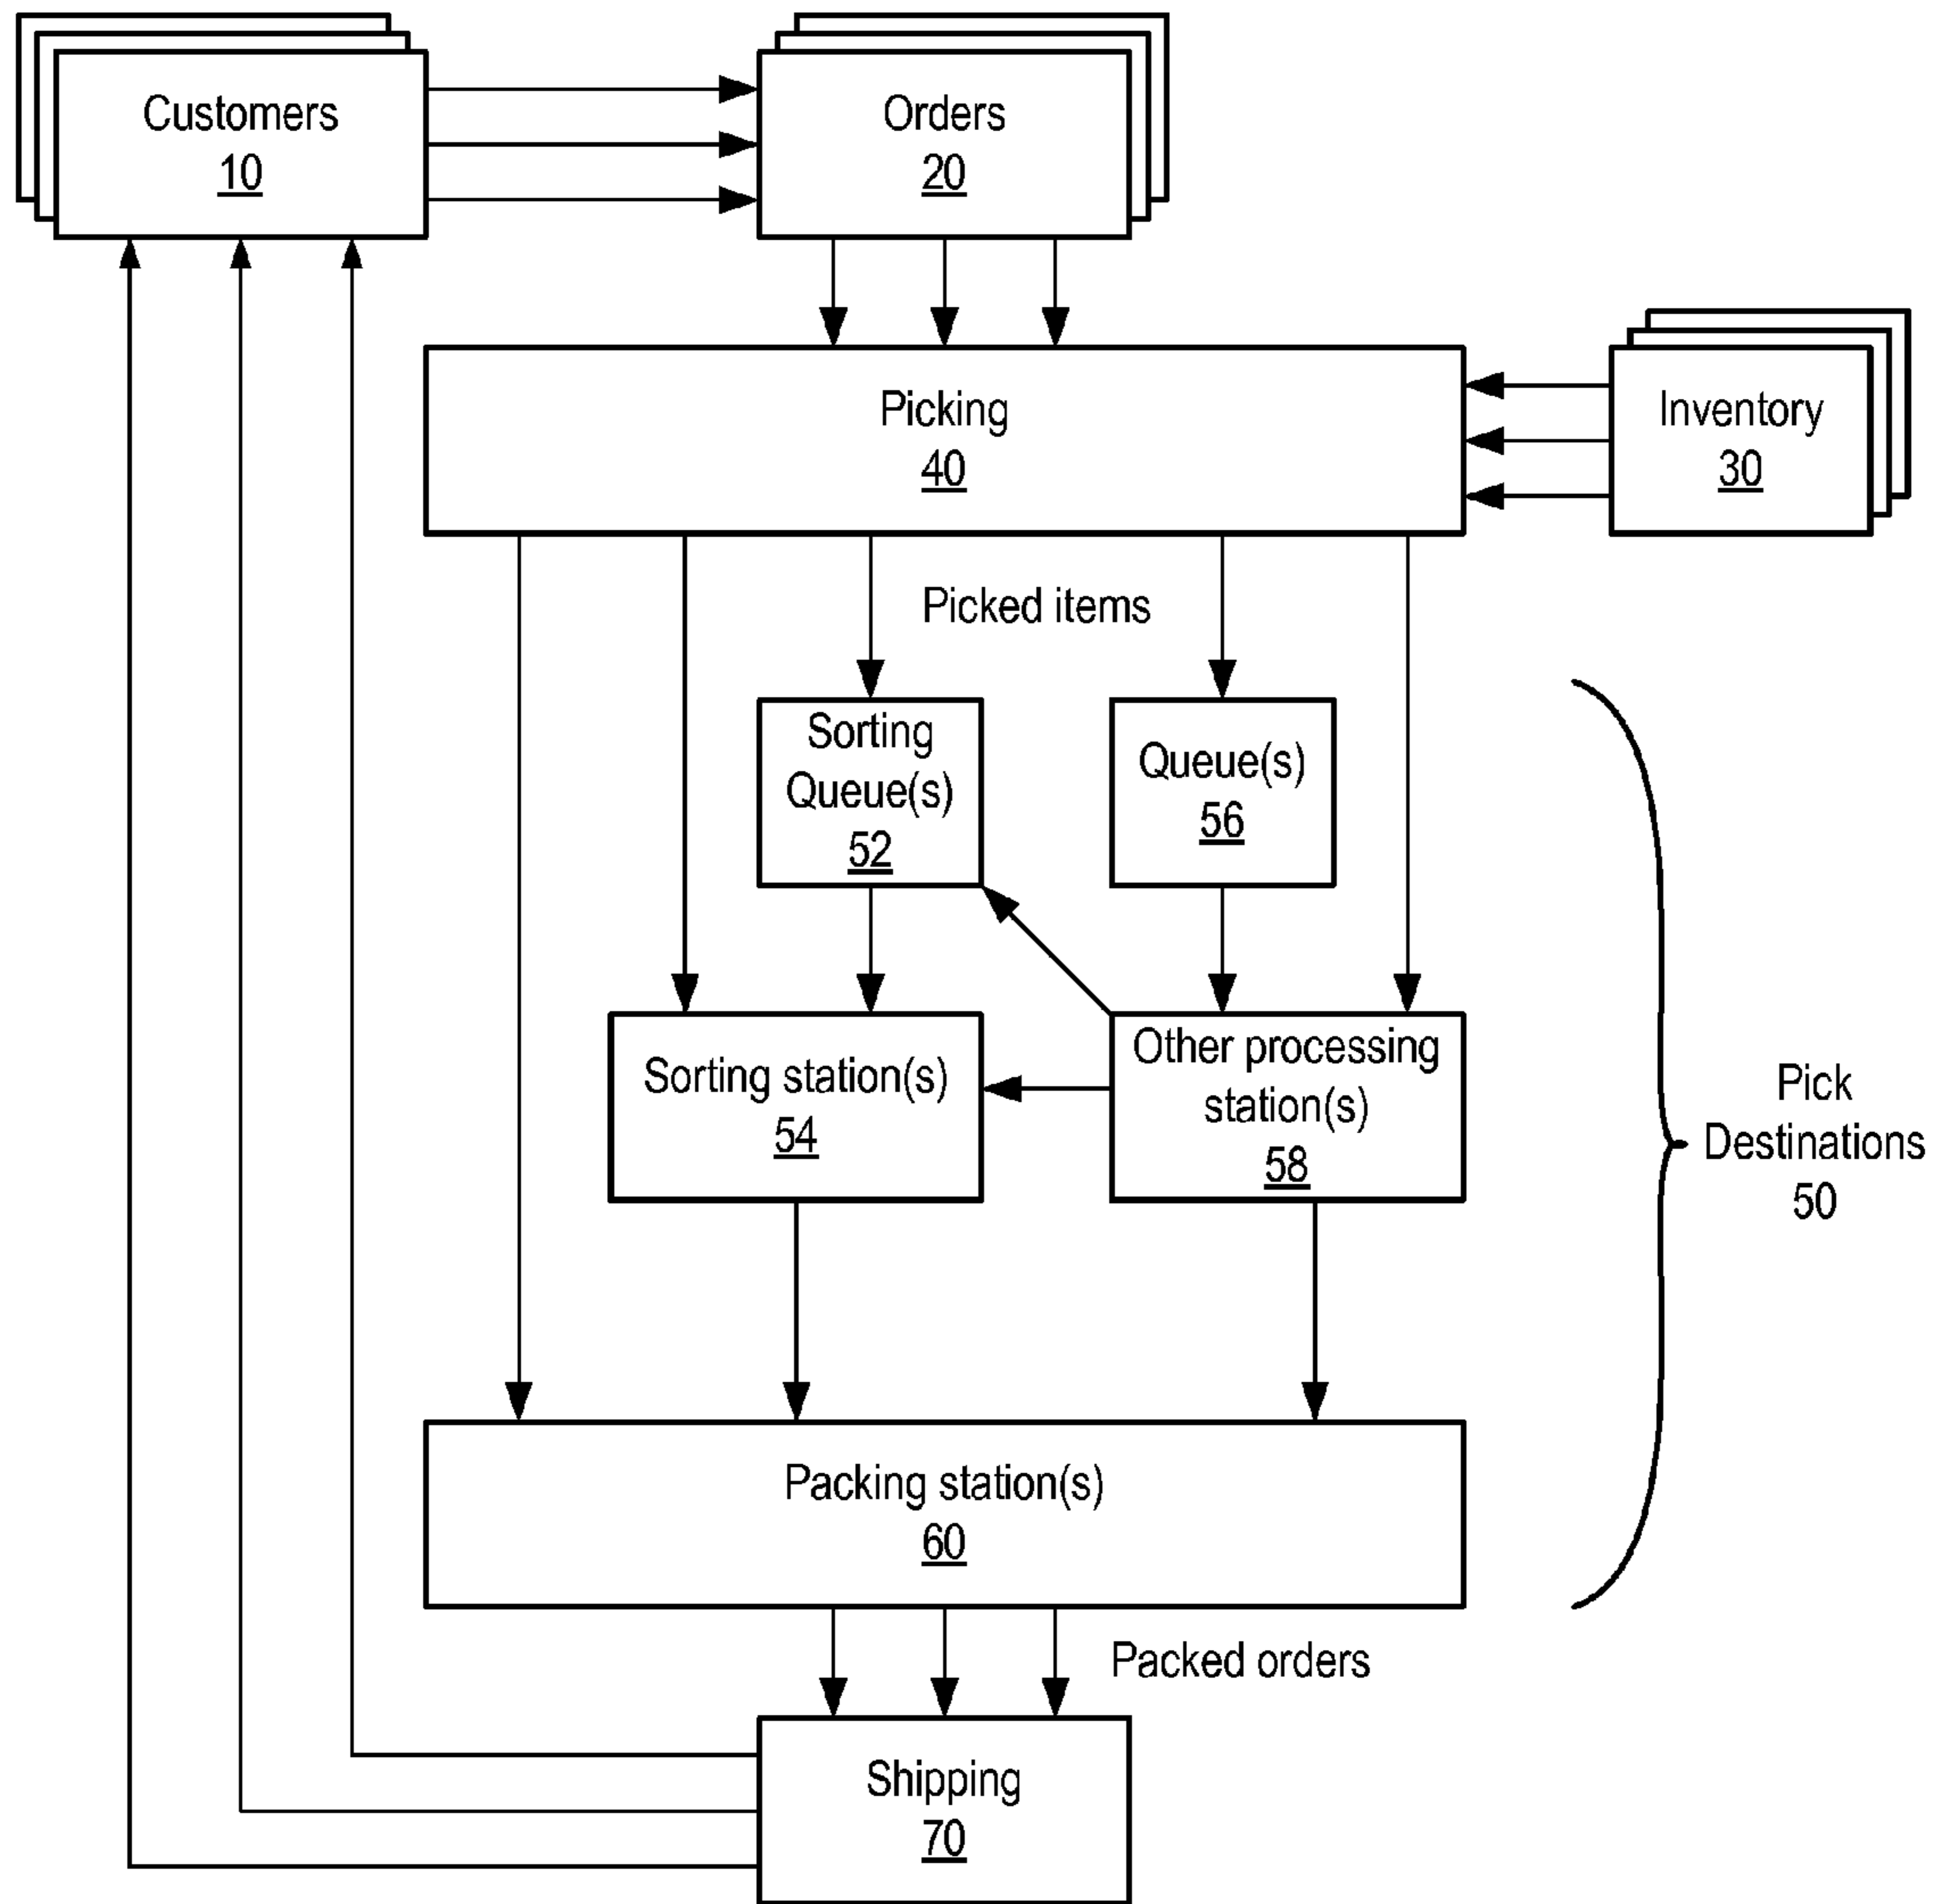 Customers
10
Orders
20
Picking
40
Inventory
30
Picked items
Sorting
Queue(s)
52
Queue(s)
56
Sorting station(s)
54
Other processing
station(s)
58
Pick
Destinations
50
Packing station(s)
60
Packed orders
Shipping
70